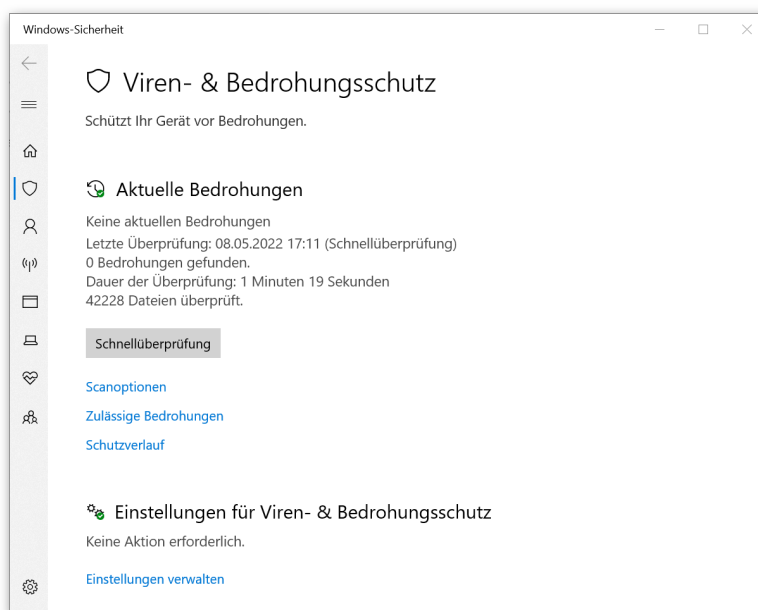 Windows-Sicherheit
Viren- & Bedrohungsschutz
Schützt Ihr Gerät vor Bedrohungen.
Aktuelle Bedrohungen
Keine aktuellen Bedrohungen
Letzte Überprüfung: 08.05.2022 17:11 (Schnellüberprüfung)
0 Bedrohungen gefunden.
Dauer der Überprüfung: 1 Minuten 19 Sekunden
42228 Dateien überprüft.
Schnellüberprüfung
Scanoptionen
Zulässige Bedrohungen
Schutzverlauf
Einstellungen für Viren- & Bedrohungsschutz
Keine Aktion erforderlich.
Einstellungen verwalten